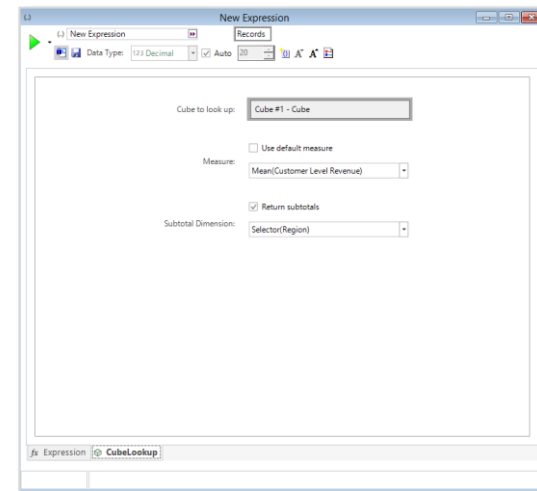 New Expression
New Expression
Records
Data Type: 123 Decimal Auto 20
Cube to look up: Cube #1 - Cube
Use default measure
Measure: Mean(Customer Level Revenue)
Return subtotals
Subtotal Dimension: Selector(Region)
fx Expression CubeLookup